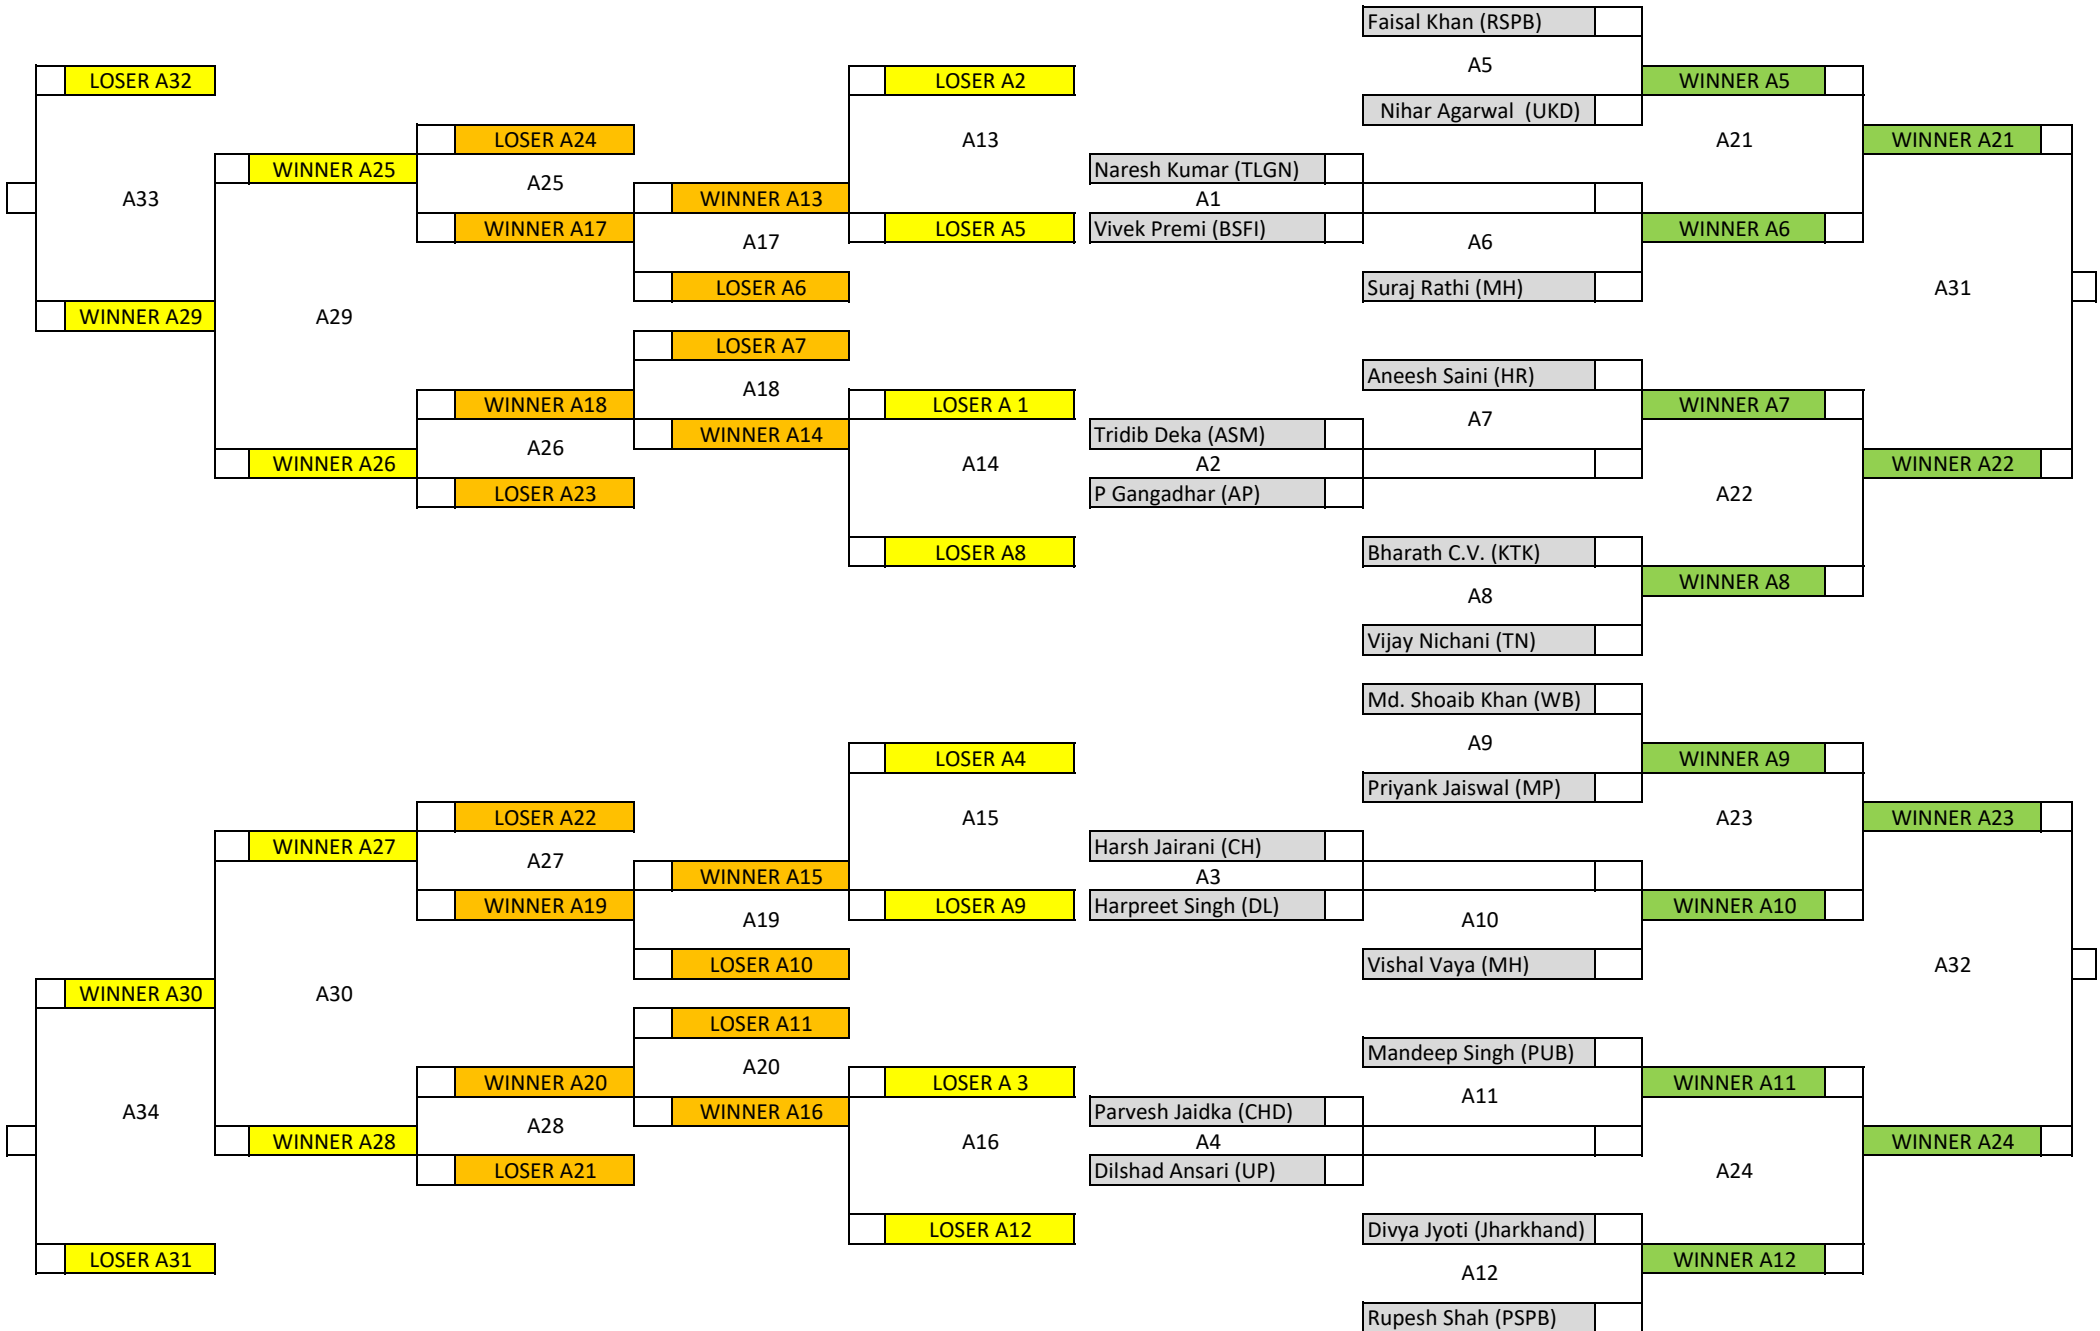 Faisal Khan (RSPB)
A5
LOSER A32 LOSER A2 WINNER A5
Nihar Agarwal (UKD)
LOSER A24 A13 A21 WINNER A21
WINNER A25 Naresh Kumar (TLGN)
A25
A33 WINNER A13 A1
WINNER A17 LOSER A5 Vivek Premi (BSFI) WINNER A6
A17 A6
LOSER A6 Suraj Rathi (MH) A31
WINNER A29 A29
LOSER A7
Aneesh Saini (HR)
A18
WINNER A18 LOSER A 1 WINNER A7
A7
WINNER A14 Tridib Deka (ASM)
A26
WINNER A26 A14 A2 WINNER A22
LOSER A23 P Gangadhar (AP) A22
LOSER A8 Bharath C.V. (KTK)
WINNER A8
A8
Vijay Nichani (TN)
Md. Shoaib Khan (WB)
A9
LOSER A4 WINNER A9
Priyank Jaiswal (MP)
LOSER A22 A15 A23 WINNER A23
WINNER A27 Harsh Jairani (CH)
A27
WINNER A15 A3
WINNER A19 LOSER A9 Harpreet Singh (DL) WINNER A10
A19 A10
LOSER A10 Vishal Vaya (MH) A32
WINNER A30 A30
LOSER A11
Mandeep Singh (PUB)
A20
WINNER A20 LOSER A 3 WINNER A11
A11
A34 WINNER A16 Parvesh Jaidka (CHD)
A28
WINNER A28 A16 A4 WINNER A24
LOSER A21 Dilshad Ansari (UP) A24
LOSER A12 Divya Jyoti (Jharkhand)
LOSER A31 WINNER A12
A12
Rupesh Shah (PSPB)